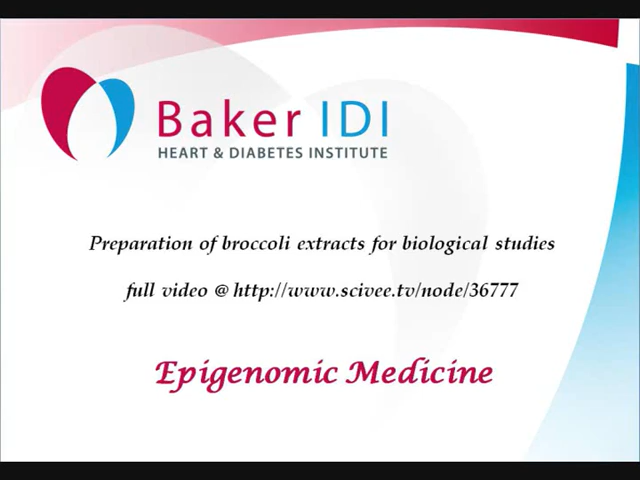 Baker IDI
HEART & DIABETES INSTITUTE
Preparation of broccoli extracts for biological studies
full video @ http://www.scivee.tv/node/36777
Epigenomic Medicine